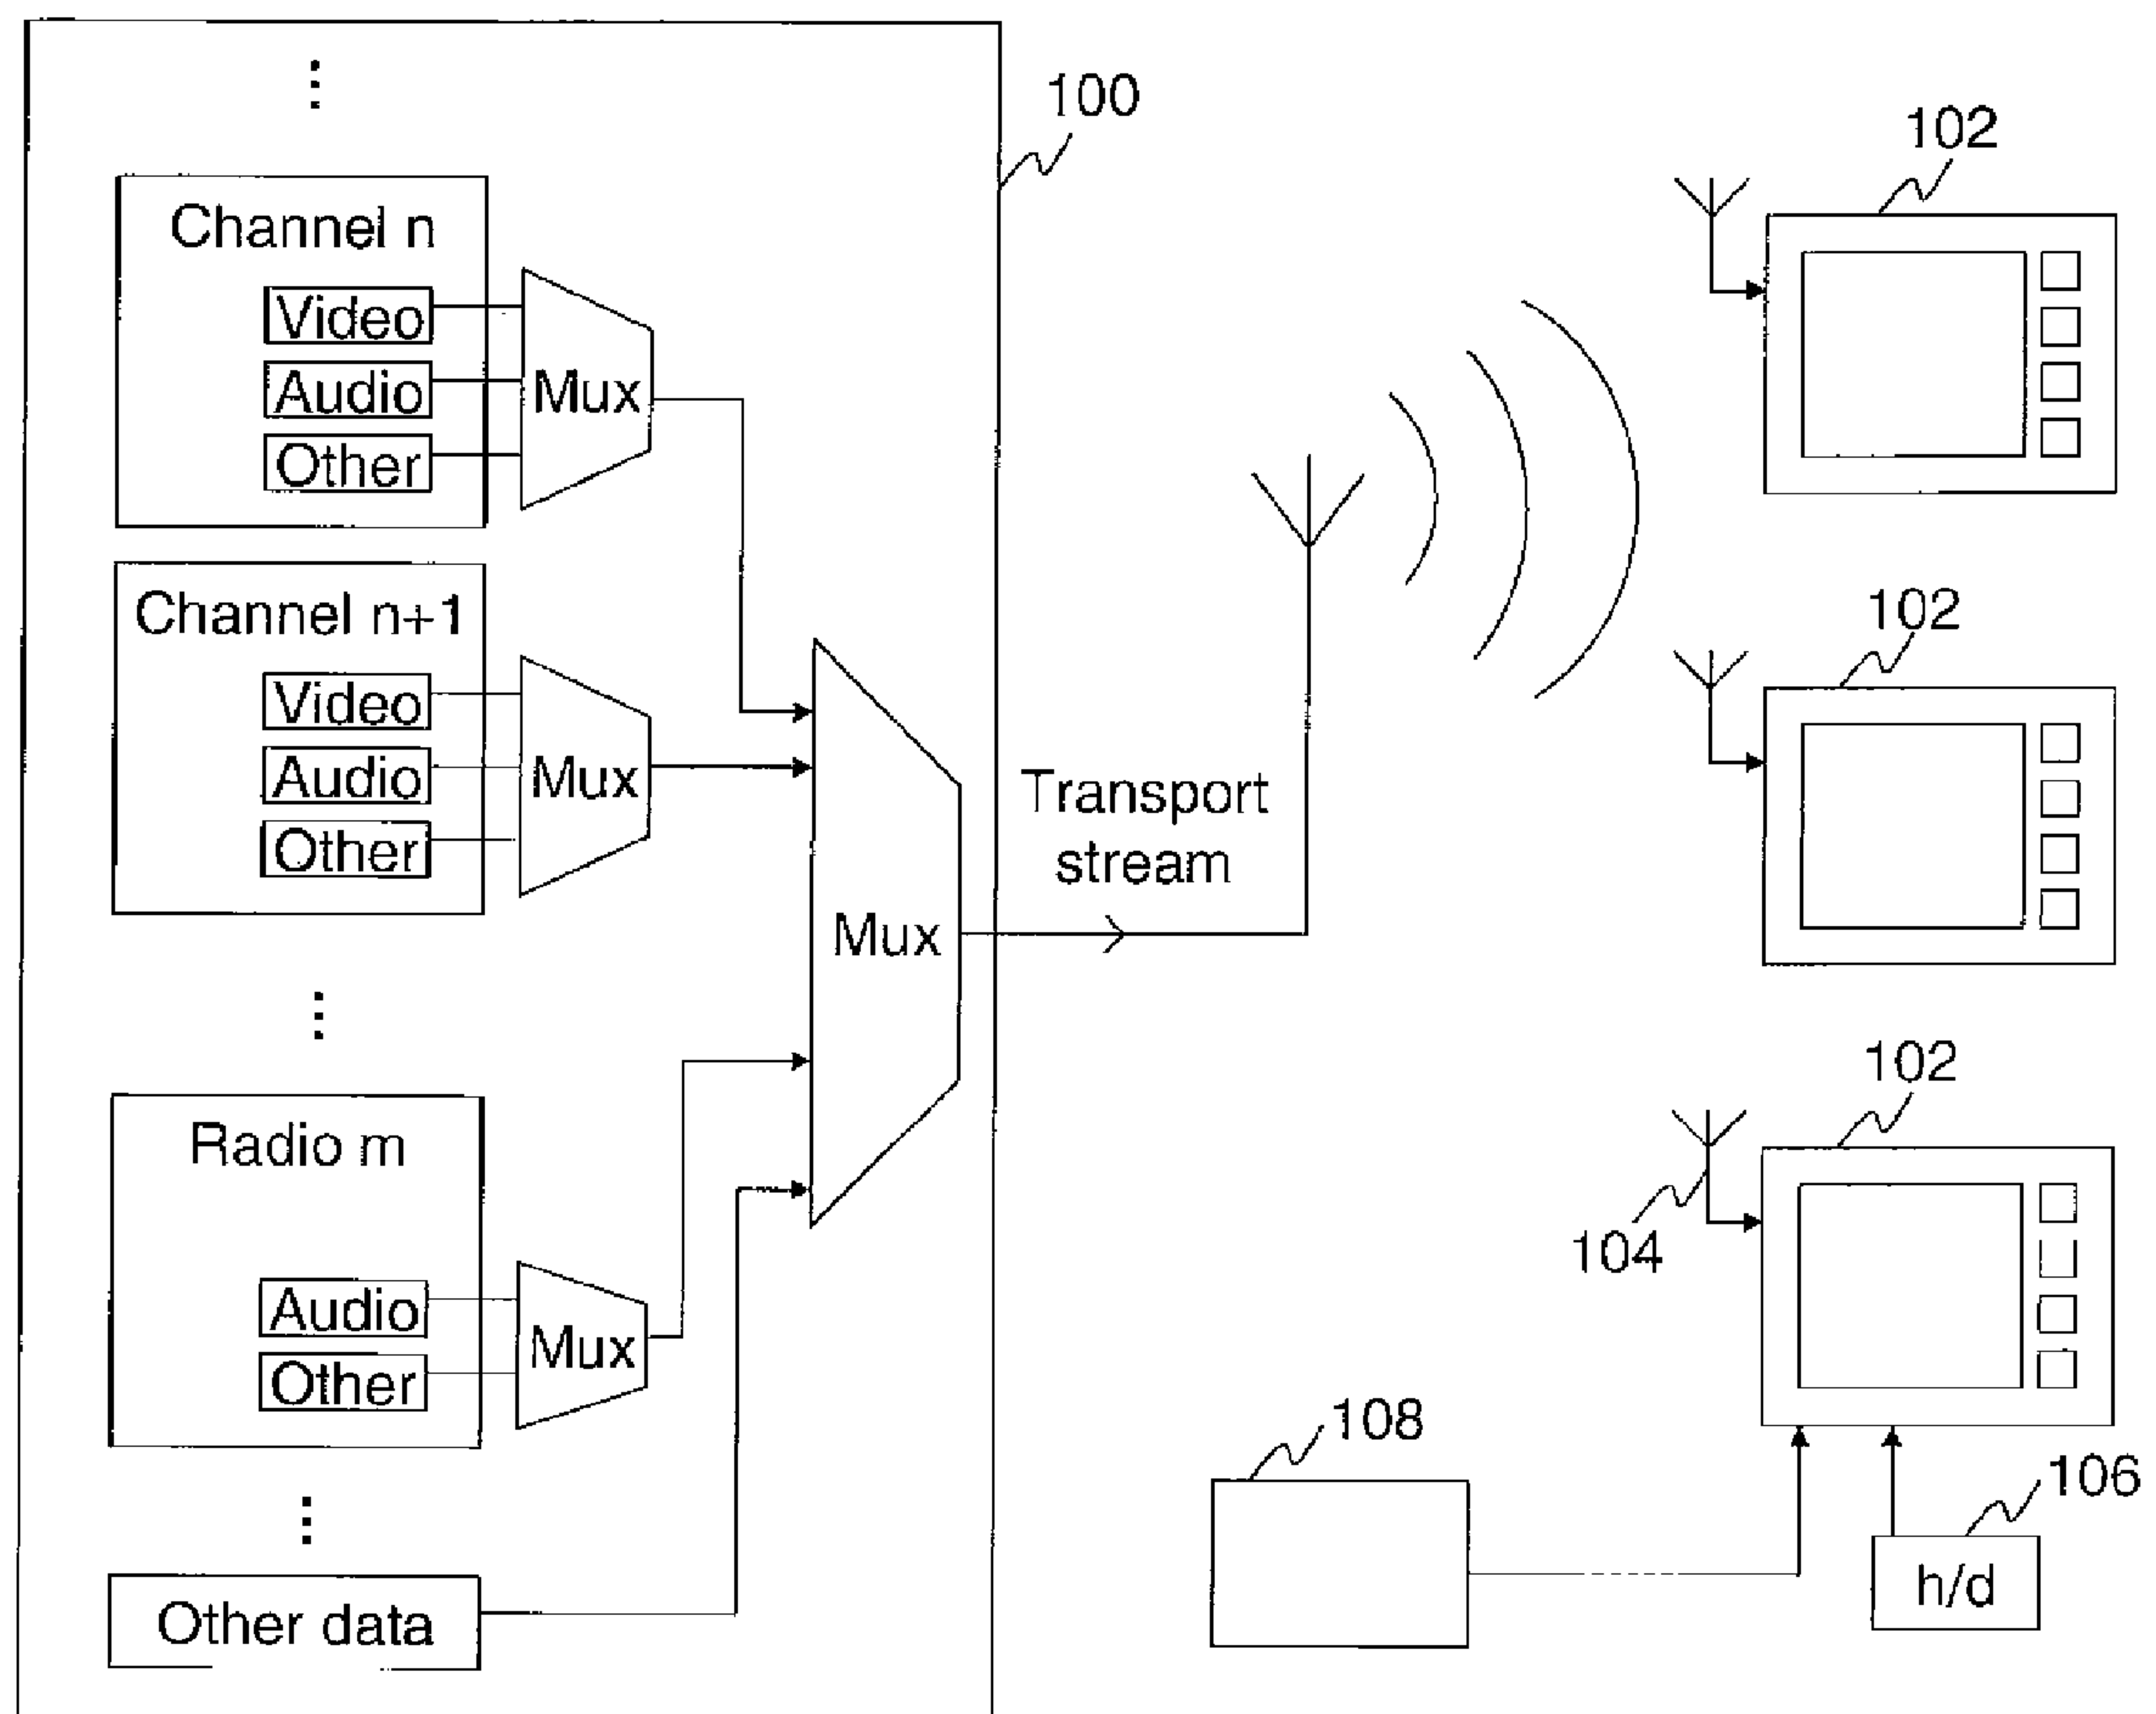 100
Channel n
Video
Audio
Other
Mux
Channel n+1
Video
Audio
Other
Mux
Radio m
Audio
Other
Mux
Other data
Mux
Transport
stream
102
102
102
104
108
106
h/d